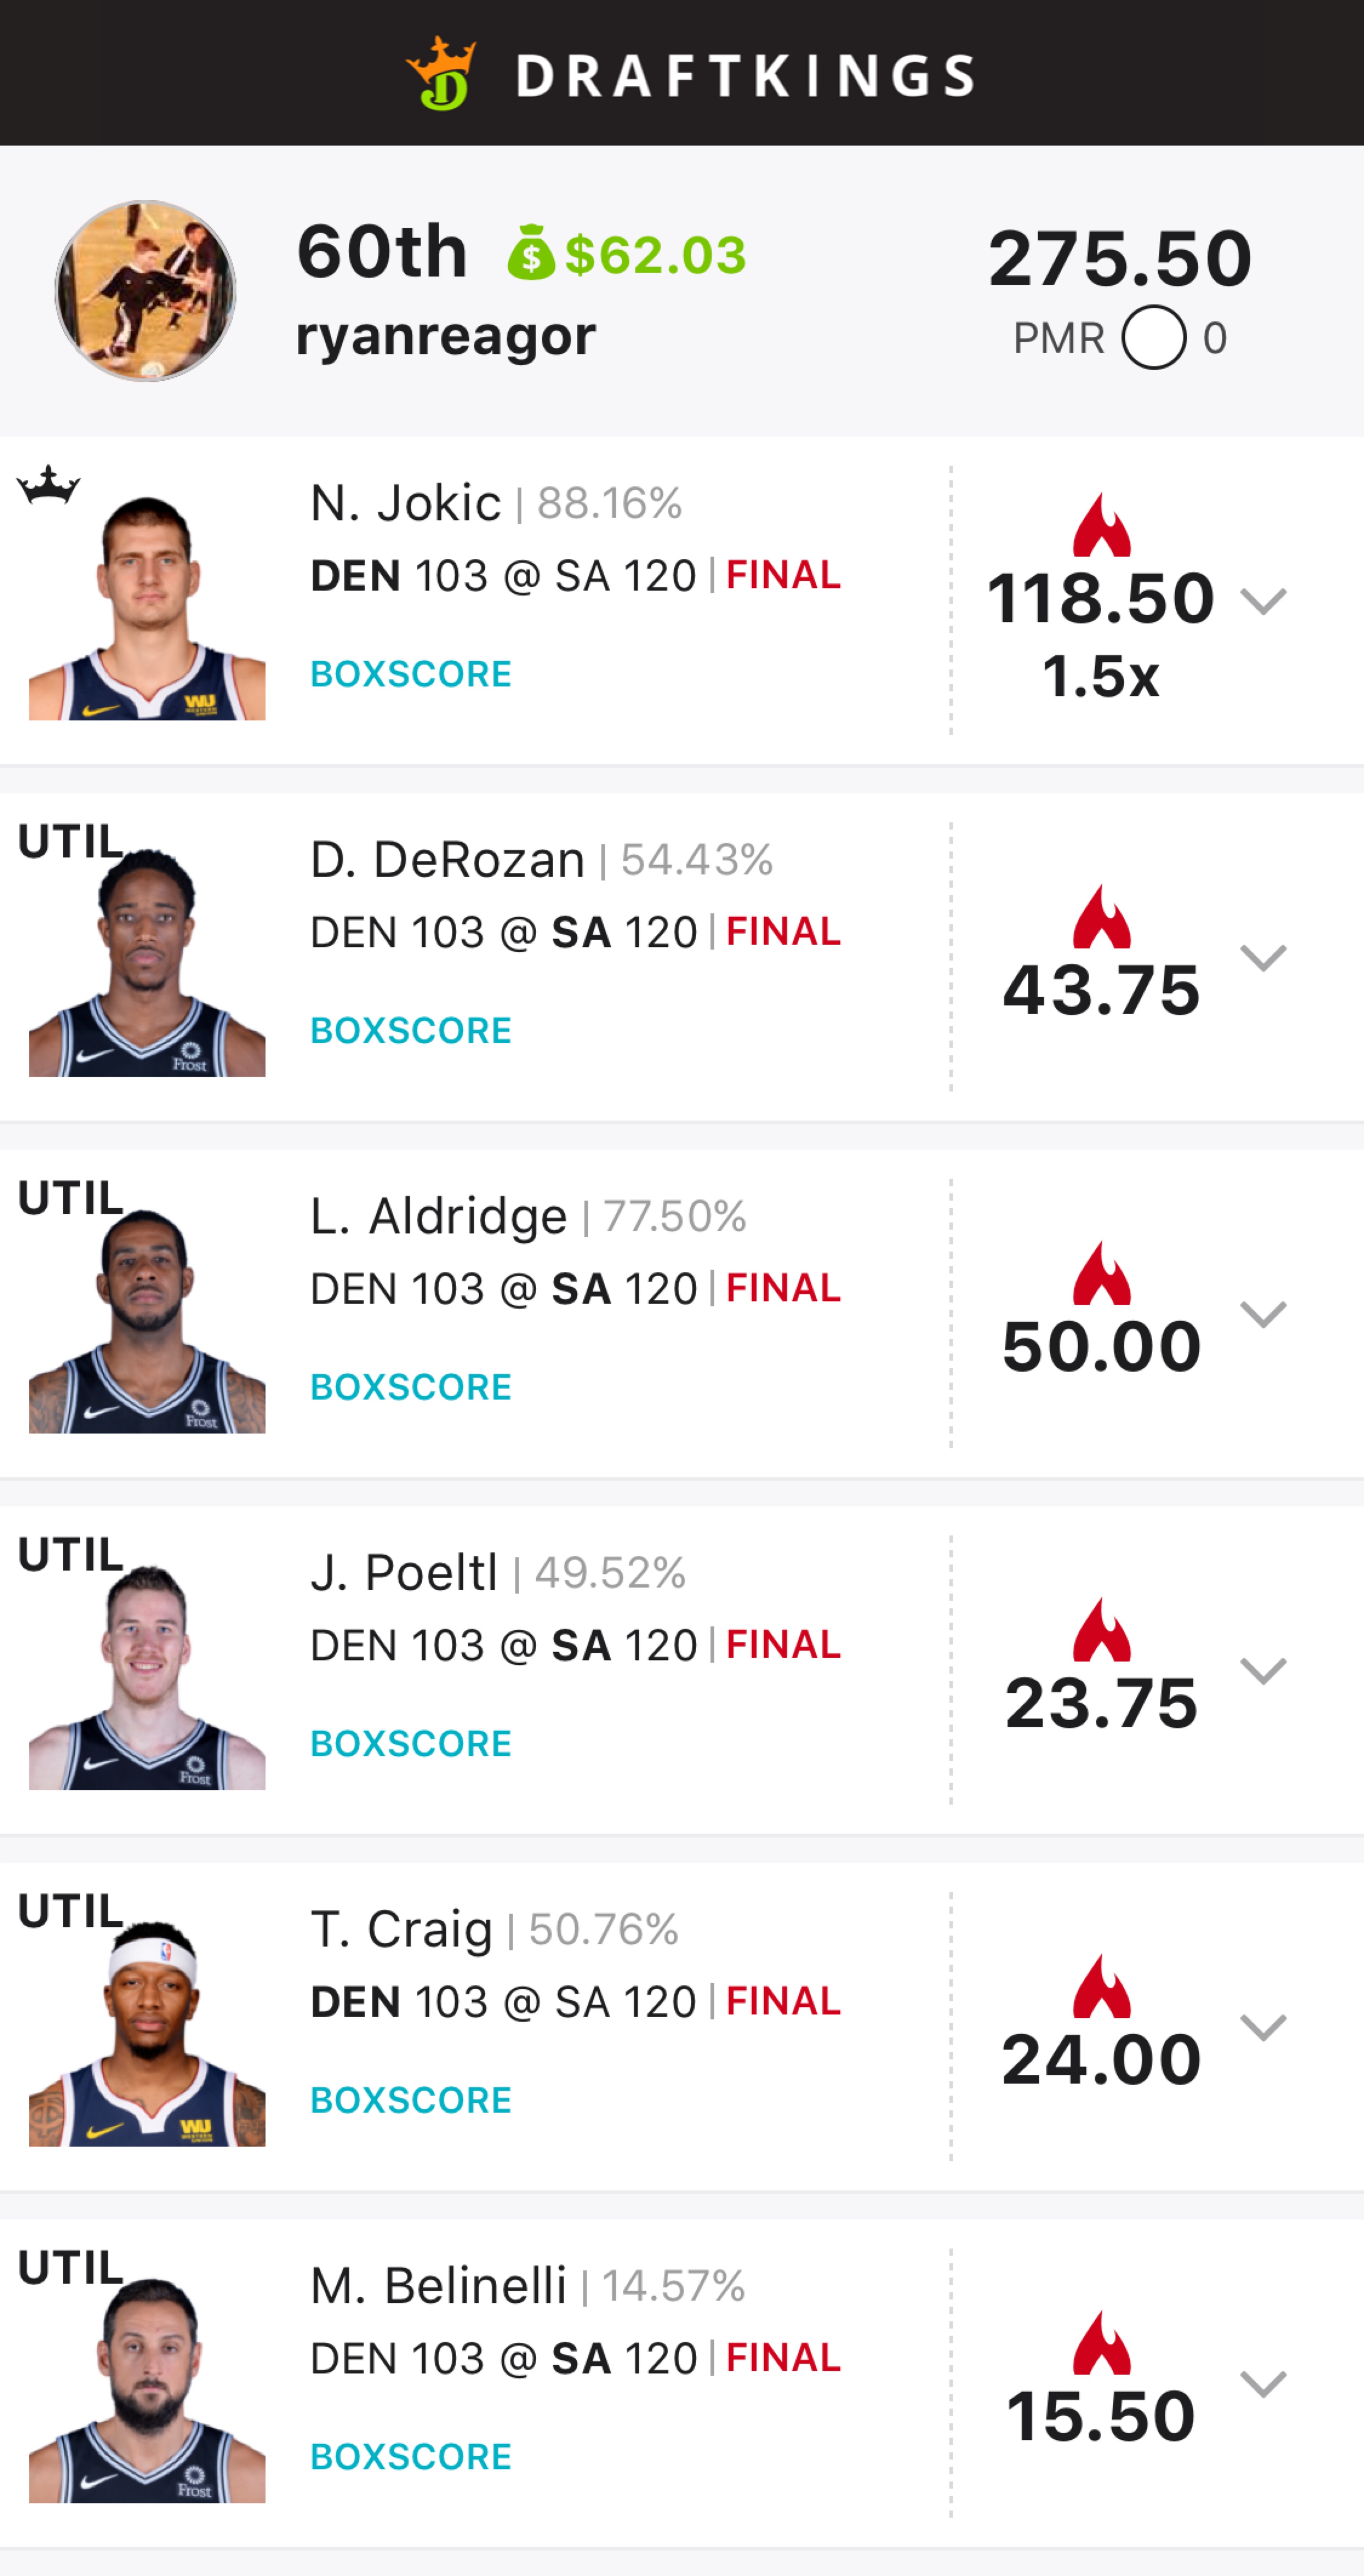 DRAFTKINGS
60th $62.03
ryanreagor
275.50
PMR 0
N. Jokic | 88.16%
DEN 103 @ SA 120 | FINAL
BOXSCORE
118.50
1.5x
UTIL
D. DeRozan | 54.43%
DEN 103 @ SA 120 | FINAL
BOXSCORE
43.75
Frost
UTIL
L. Aldridge | 77.50%
DEN 103 @ SA 120 | FINAL
BOXSCORE
50.00
Frost
UTIL
J. Poeltl | 49.52%
DEN 103 @ SA 120 | FINAL
BOXSCORE
23.75
Frost
UTIL
T. Craig | 50.76%
DEN 103 @ SA 120 | FINAL
BOXSCORE
24.00
UTIL
M. Belinelli | 14.57%
DEN 103 @ SA 120 | FINAL
BOXSCORE
15.50
Frost